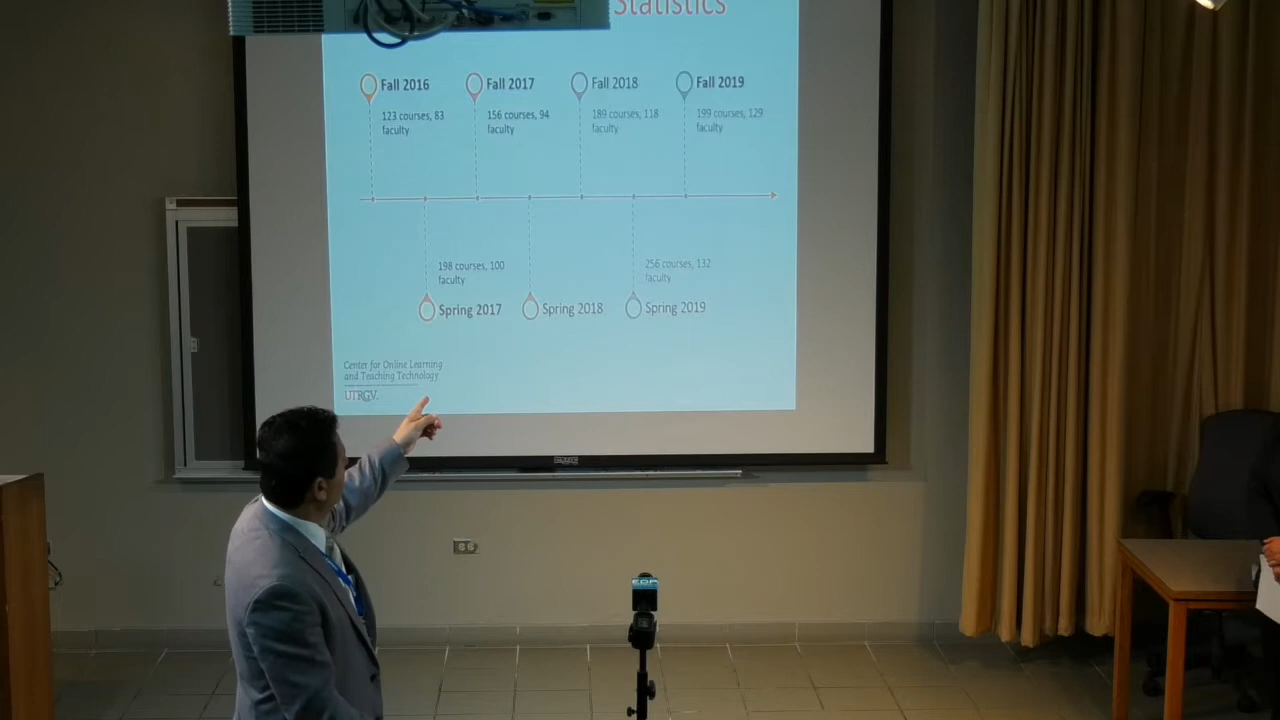 Statistics
Fall 2016
123 courses, 83
faculty
Fall 2017
156 courses, 94
faculty
Fall 2018
189 courses, 118
faculty
Fall 2019
199 courses, 129
faculty
198 courses, 100
faculty
Spring 2017
Spring 2018
256 courses, 132
faculty
Spring 2019
Center for Online Learning
and Teaching Technology
UTRGV.